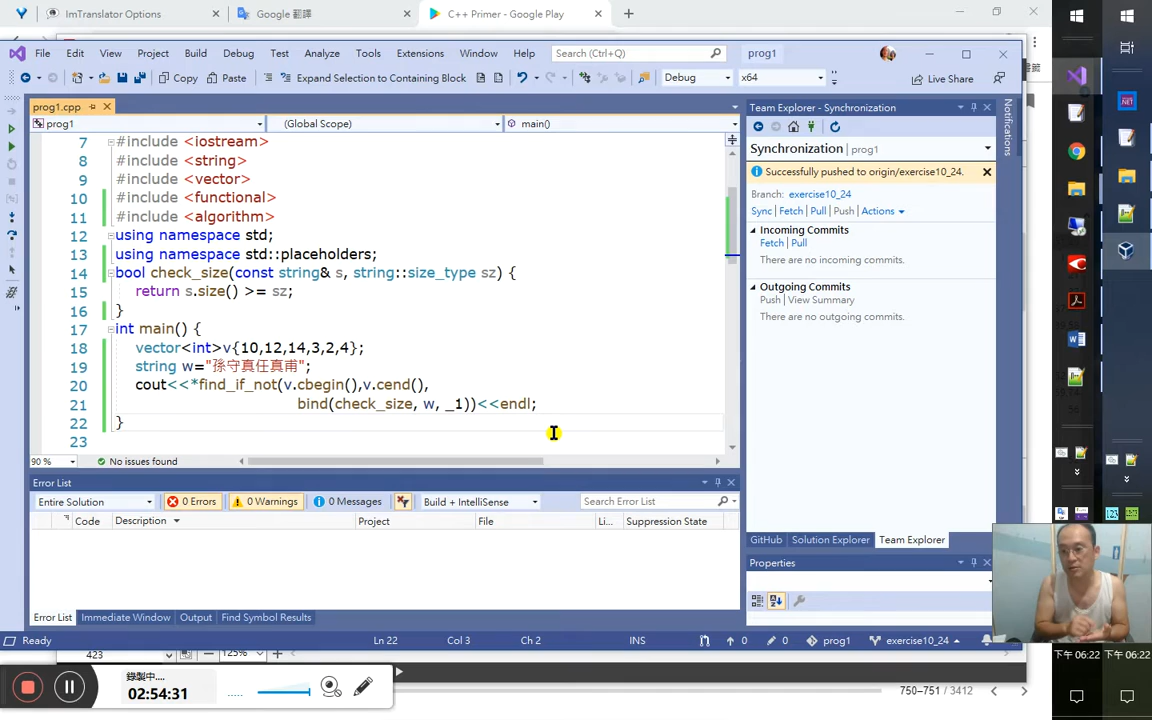 ImTranslator Options
Google 翻譯
C++ Primer - Google Play
File Edit View Project Build Debug Test Analyze Tools Extensions Window Help Search (Ctrl+Q) prog1
Copy Paste Expand Selection to Containing Block Debug x64 Live Share
prog1.cpp
prog1 (Global Scope) main()
7 #include <iostream>
8 #include <string>
9 #include <vector>
10 #include <functional>
11 #include <algorithm>
12 using namespace std;
13 using namespace std::placeholders;
14 bool check_size(const string& s, string::size_type sz) {
15 return s.size() >= sz;
16 }
17 int main() {
18 vector<int>v{10,12,14,3,2,4};
19 string w="孫守真任真甫";
20 cout<<*find_if_not(v.cbegin(),v.cend(),
21 bind(check_size, w, _1))<<endl;
22 }
23
90 % No issues found
Error List
Entire Solution 0 Errors 0 Warnings 0 Messages Build + IntelliSense Search Error List
Code Description Project File Li... Suppression State
Error List Immediate Window Output Find Symbol Results
Team Explorer - Synchronization
Synchronization prog1
Successfully pushed to origin/exercise10_24.
Branch: exercise10_24
Sync Fetch Pull Push Actions
Incoming Commits
Fetch Pull
There are no incoming commits.
Outgoing Commits
Push View Summary
There are no outgoing commits.
GitHub Solution Explorer Team Explorer
Properties
Notifications
Ready Ln 22 Col 3 Ch 2 INS 0 0 prog1 exercise10_24
423 125%
錄製中...
02:54:31
750–751 / 3412
下午 06:22 下午 06:22